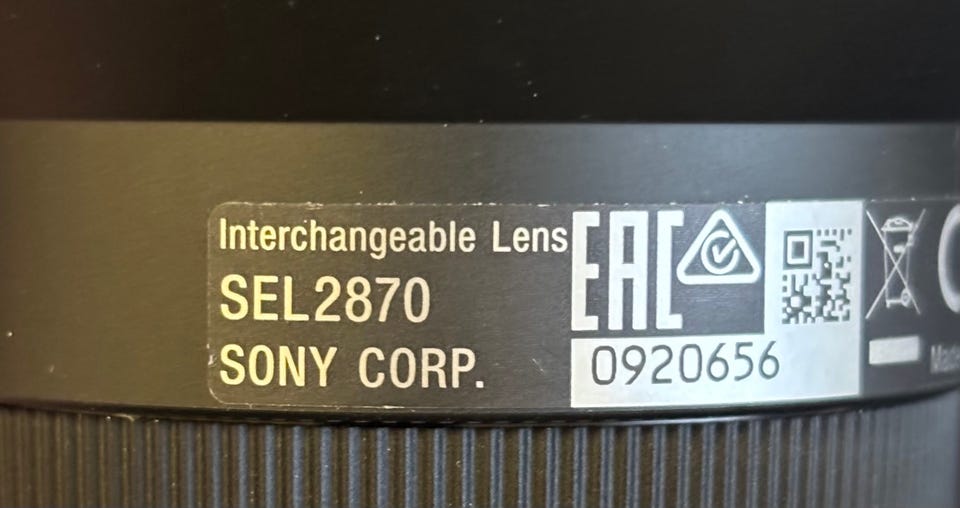 Interchangeable Lens
SEL2870
SONY CORP.
EAC
0920656